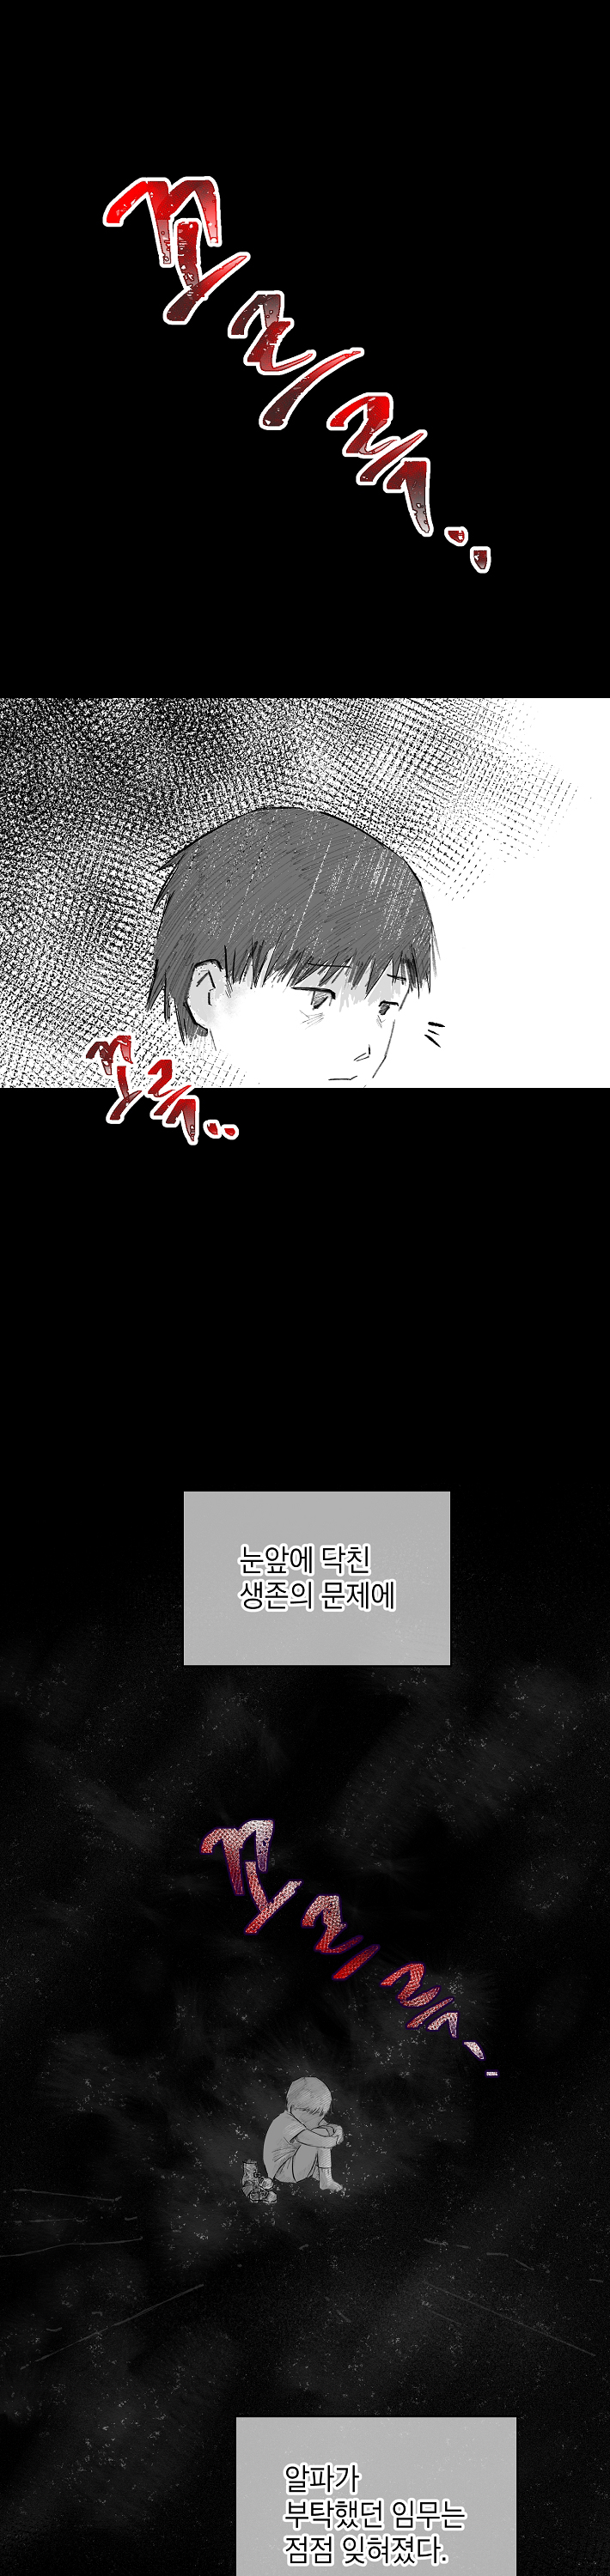 꼬르륵..
꼬륵..
눈앞에 닥친
생존의 문제에
꼬르륵..
알파가
부탁했던 임무는
점점 잊혀졌다.